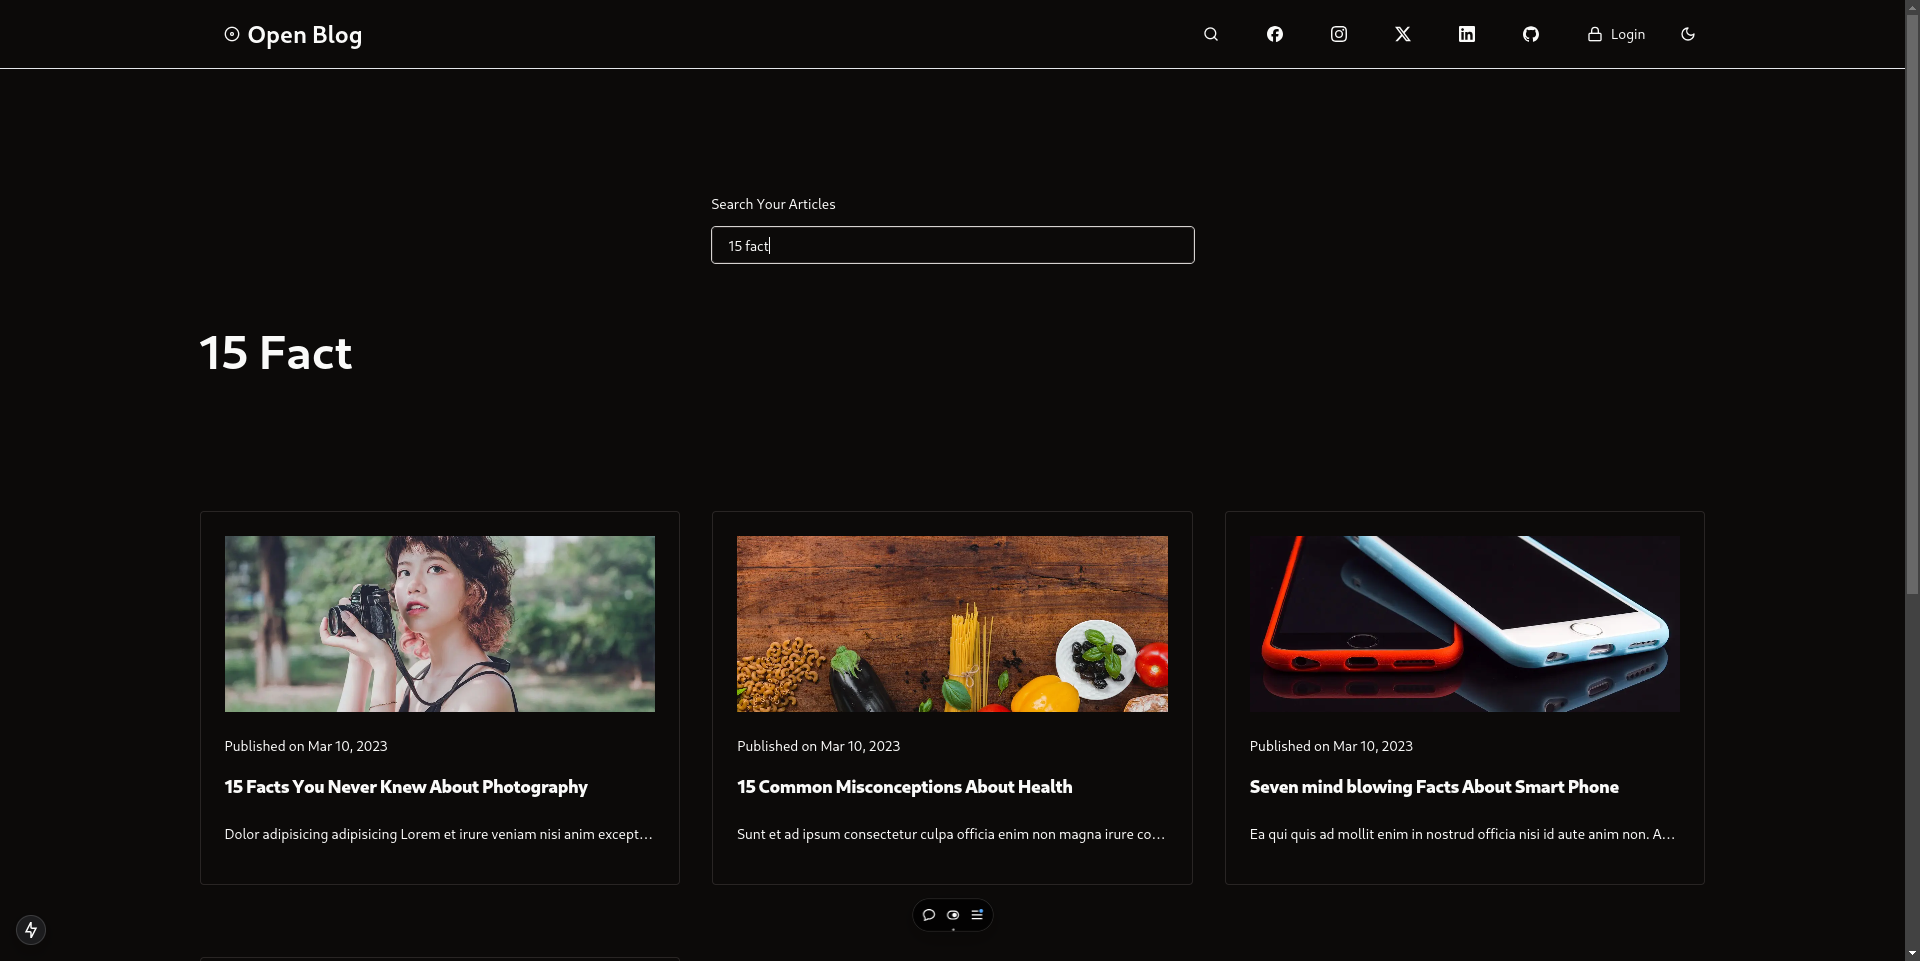 Open Blog
Login
Search Your Articles
15 fact
15 Fact
Published on Mar 10, 2023
15 Facts You Never Knew About Photography
Dolor adipisicing adipisicing Lorem et irure veniam nisi anim except...
Published on Mar 10, 2023
15 Common Misconceptions About Health
Sunt et ad ipsum consectetur culpa officia enim non magna irure co...
Published on Mar 10, 2023
Seven mind blowing Facts About Smart Phone
Ea qui quis ad mollit enim in nostrud officia nisi id aute anim non. A...